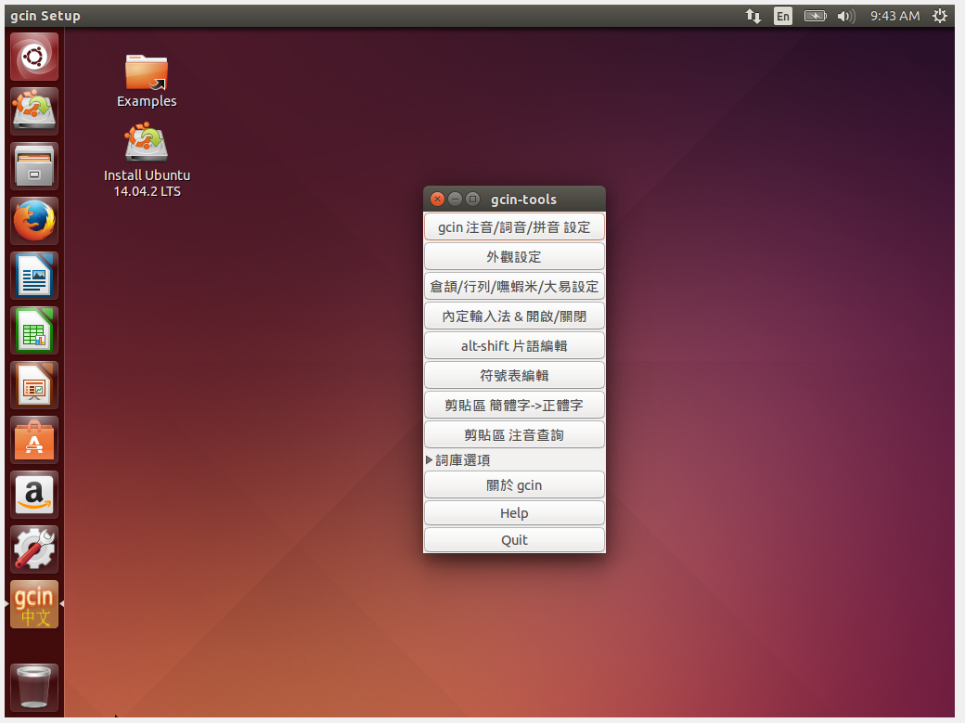 gcin Setup
En
9:43 AM
Examples
Install Ubuntu
14.04.2 LTS
gcin-tools
gcin 注音/詞音/拼音 設定
外觀設定
倉頡/行列/嘸蝦米/大易設定
內定輸入法 & 開啟/關閉
alt-shift 片語編輯
符號表編輯
剪貼區 簡體字->正體字
剪貼區 注音查詢
詞庫選項
關於 gcin
Help
Quit
a
gcin
中文